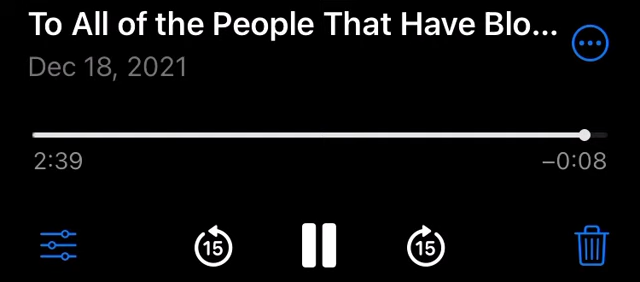 To All of the People That Have Blo...
Dec 18, 2021
2:39
–0:08
15
15